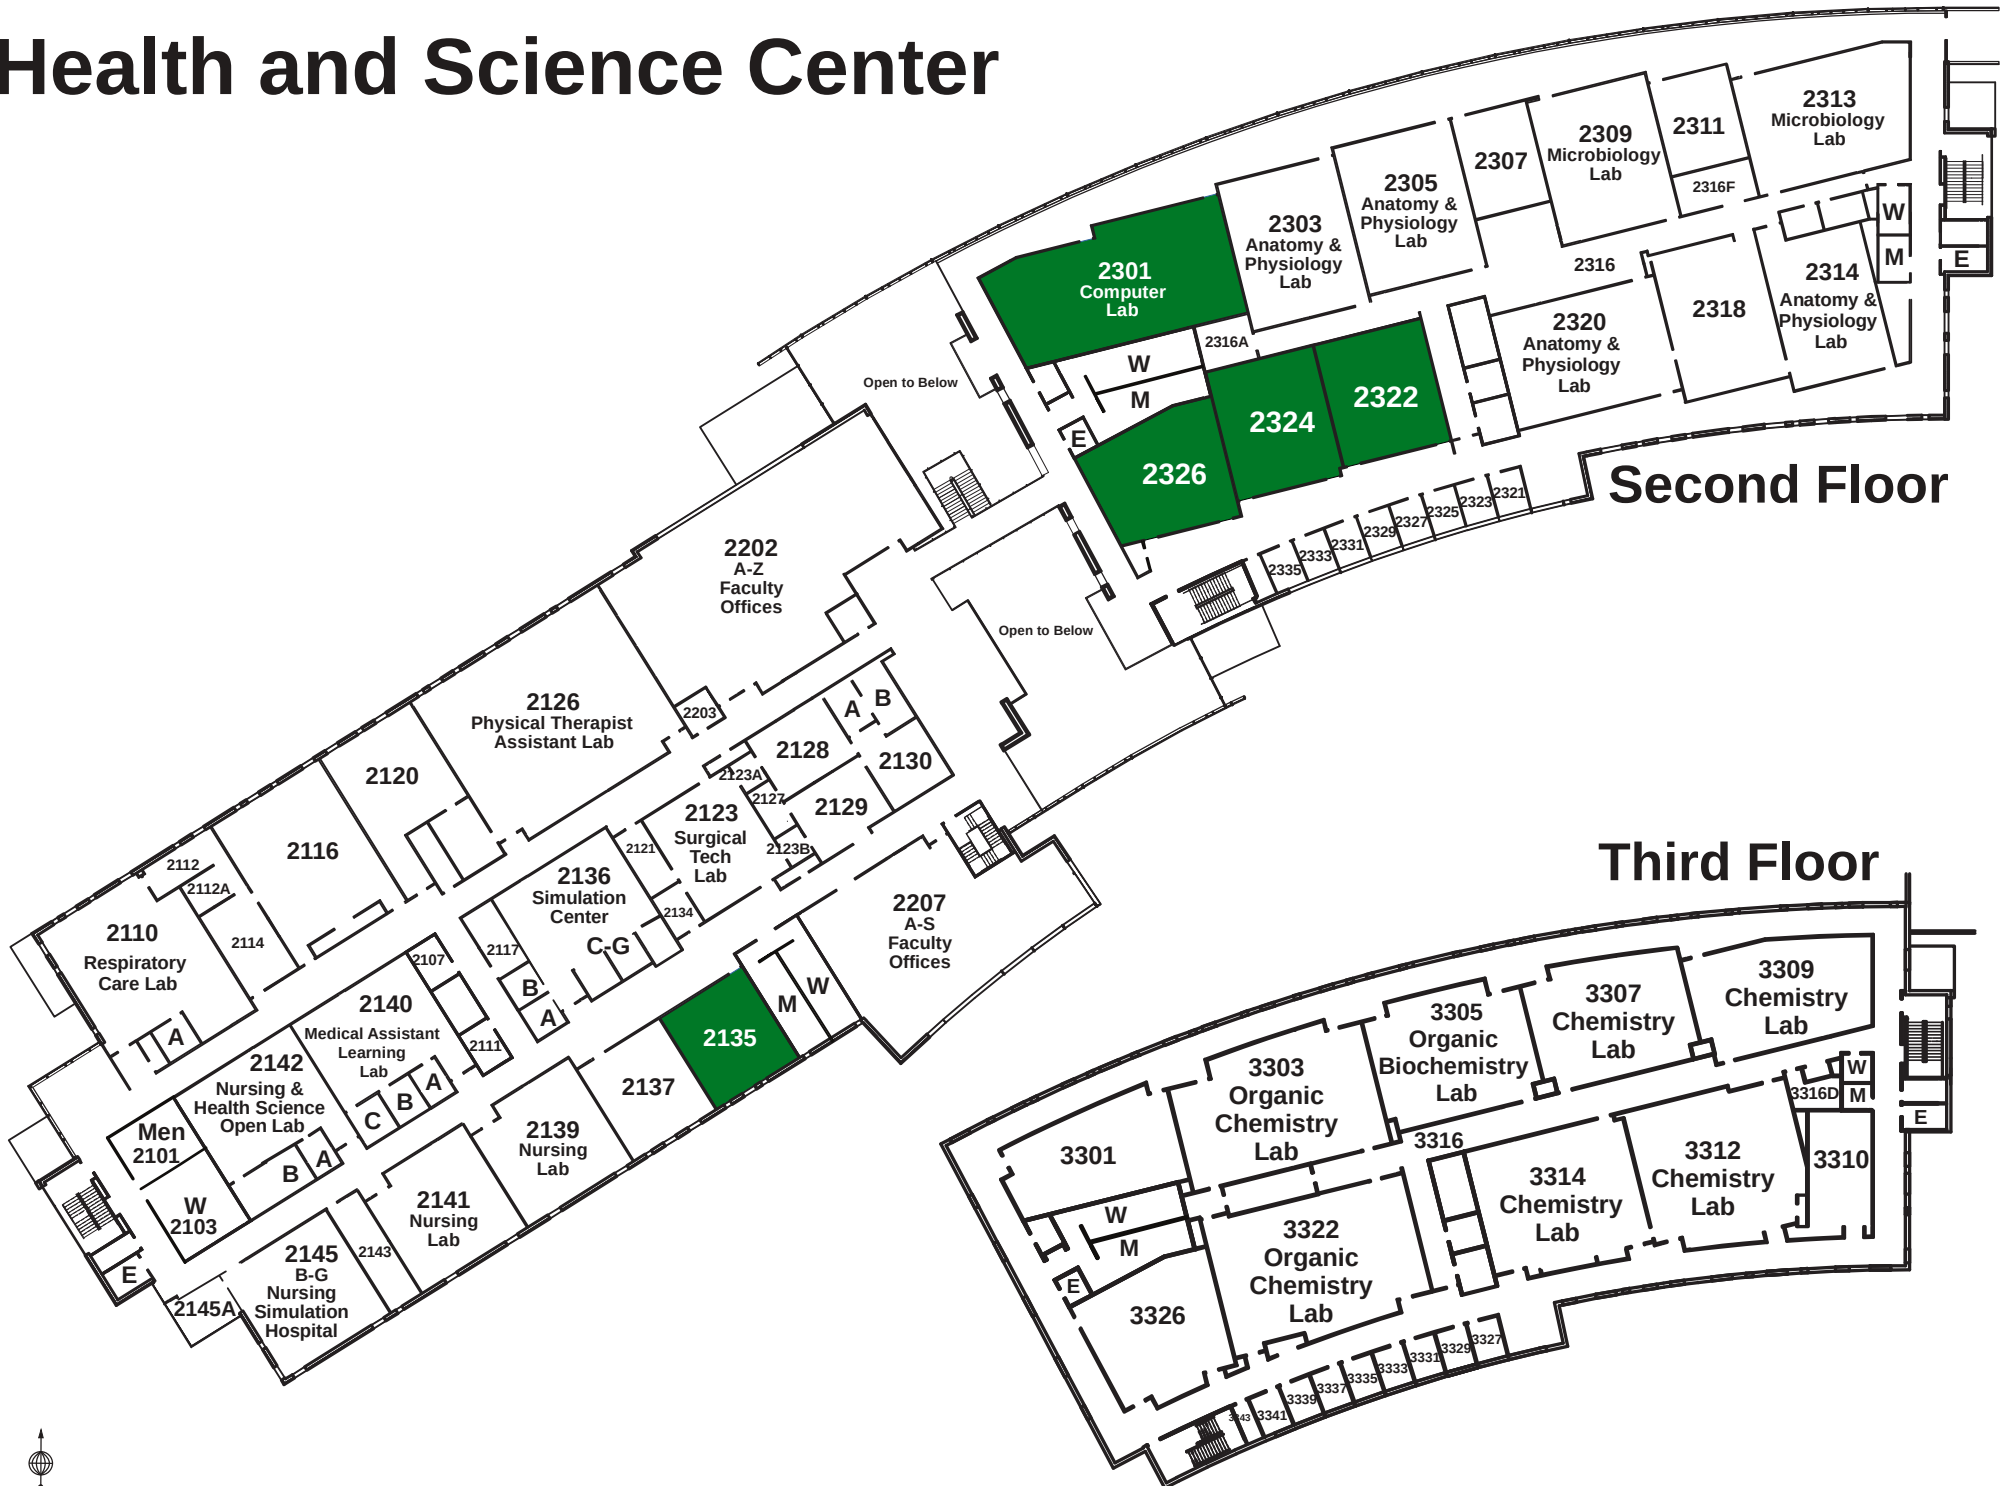 Health and Science Center
2313
Microbiology
Lab
2311
2316F
2309
Microbiology
Lab
2307
2305
Anatomy &
Physiology
Lab
2303
Anatomy &
Physiology
Lab
2301
Computer
Lab
W
M
E
2316
2314
Anatomy &
Physiology
Lab
2318
2320
Anatomy &
Physiology
Lab
2316A
W
M
E
2322
2324
2326
Second Floor
2321
2323
2325
2327
2329
2331
2333
2335
Open to Below
Open to Below
2202
A-Z
Faculty
Offices
2203
2126
Physical Therapist
Assistant Lab
2120
2116
2112
2112A
2114
2110
Respiratory
Care Lab
A
A
B
2128
2130
2123A
2127
2129
2123
Surgical
Tech
Lab
2123B
2121
2134
2136
Simulation
Center
C-G
2117
B
A
2107
2111
2140
Medical Assistant
Learning
Lab
A
B
C
2142
Nursing &
Health Science
Open Lab
A
B
Men
2101
W
2103
E
2207
A-S
Faculty
Offices
W
M
2135
2137
2139
Nursing
Lab
2141
Nursing
Lab
2143
2145
B-G
Nursing
Simulation
Hospital
2145A
Third Floor
3309
Chemistry
Lab
3307
Chemistry
Lab
3305
Organic
Biochemistry
Lab
3303
Organic
Chemistry
Lab
3301
W
M
E
3316D
W
M
E
3316
3310
3312
Chemistry
Lab
3314
Chemistry
Lab
3322
Organic
Chemistry
Lab
3326
3327
3329
3331
3333
3335
3337
3339
3341
3343